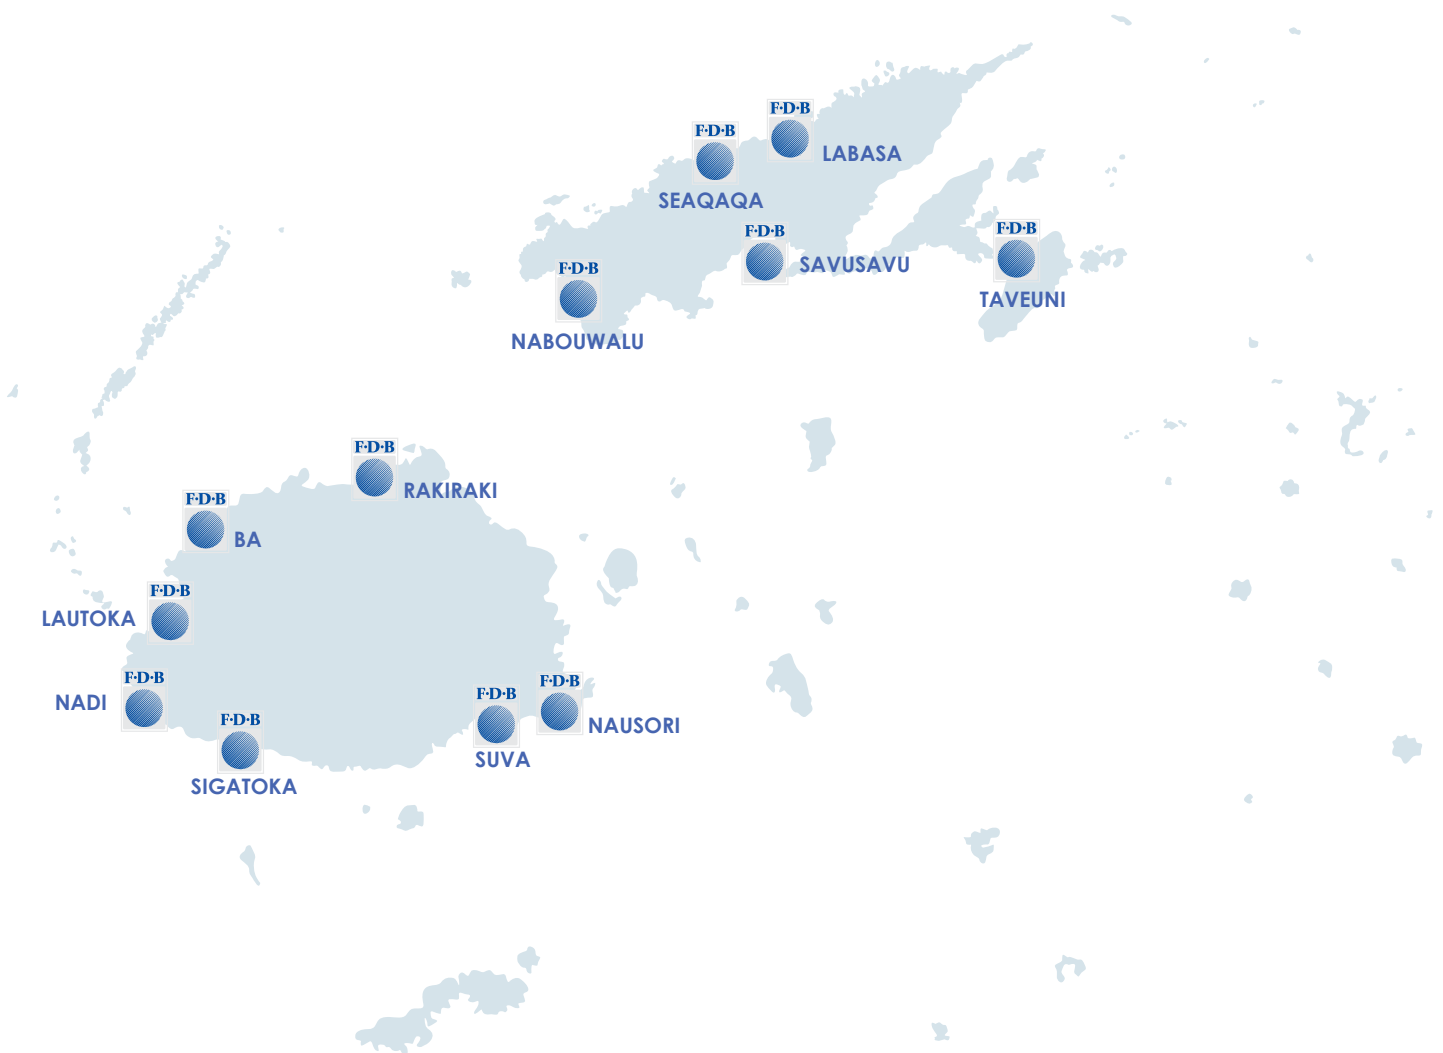 F·D·B
LABASA
F·D·B
SEAQAQA
F·D·B
SAVUSAVU
F·D·B
TAVEUNI
F·D·B
NABOUWALU
F·D·B
RAKIRAKI
F·D·B
BA
F·D·B
LAUTOKA
F·D·B
NADI
F·D·B
SIGATOKA
F·D·B
SUVA
F·D·B
NAUSORI